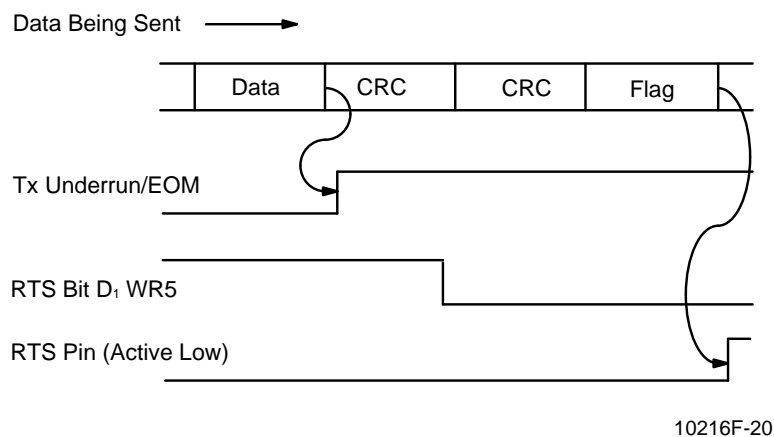 Data Being Sent
Data CRC CRC Flag
Tx Underrun/EOM
RTS Bit D₁ WR5
RTS Pin (Active Low)
10216F-20